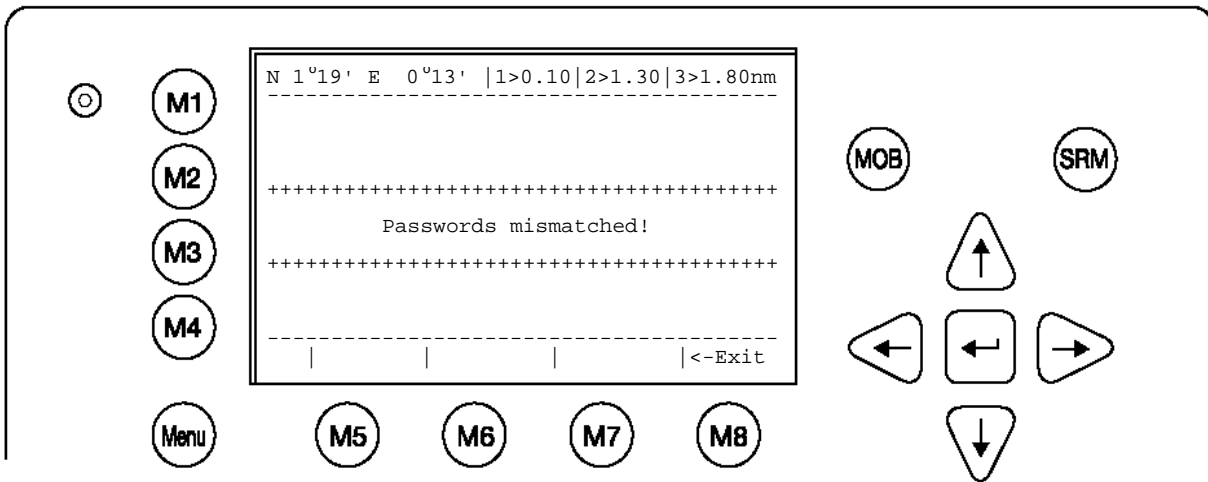 N 1°19' E 0°13' |1>0.10|2>1.30|3>1.80nm
----------------------------------------
++++++++++++++++++++++++++++++++++++++++
Passwords mismatched!
++++++++++++++++++++++++++++++++++++++++
----------------------------------------
| | | |<-Exit
M1
M2
M3
M4
Menu M5 M6 M7 M8
MOB SRM